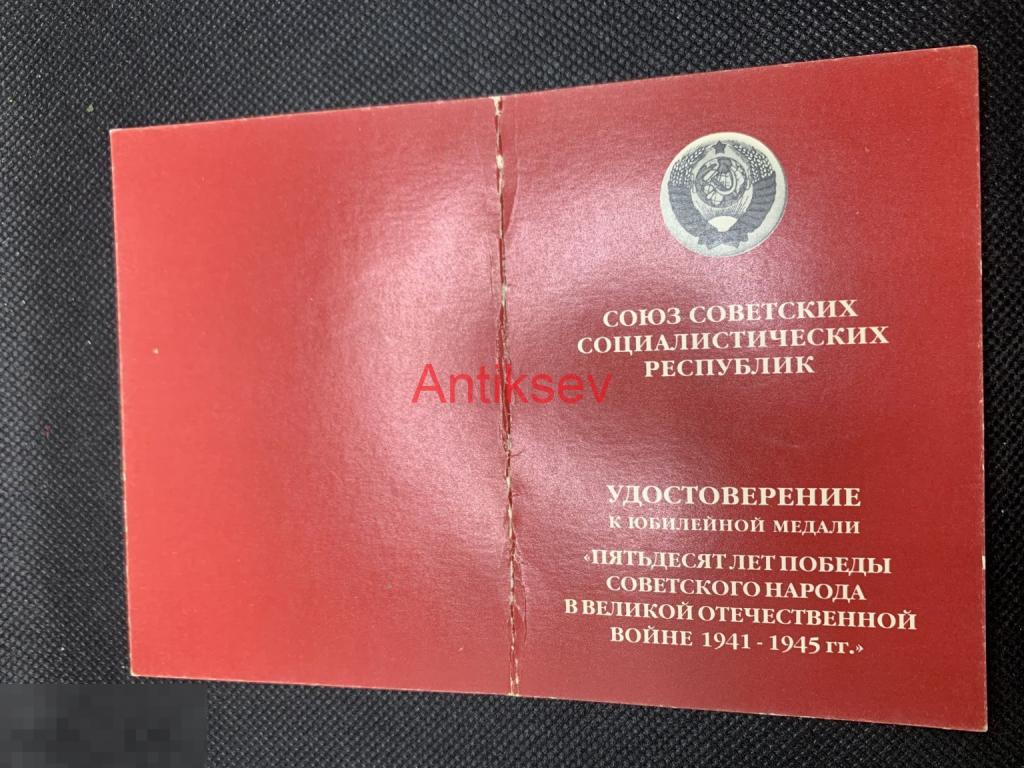 СОЮЗ СОВЕТСКИХ
СОЦИАЛИСТИЧЕСКИХ
РЕСПУБЛИК
Antiksev
УДОСТОВЕРЕНИЕ
К ЮБИЛЕЙНОЙ МЕДАЛИ
«ПЯТЬДЕСЯТ ЛЕТ ПОБЕДЫ
СОВЕТСКОГО НАРОДА
В ВЕЛИКОЙ ОТЕЧЕСТВЕННОЙ
ВОЙНЕ 1941 - 1945 гг.»